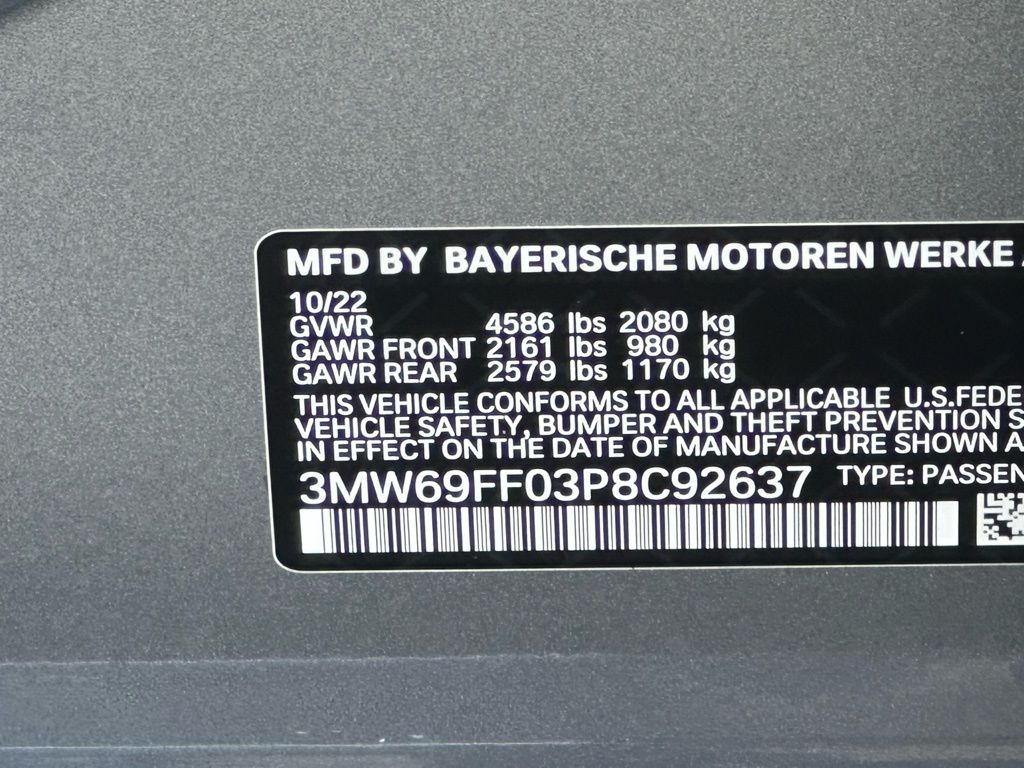 MFD BY BAYERISCHE MOTOREN WERKE
10/22
GVWR 4586 lbs 2080 kg
GAWR FRONT 2161 lbs 980 kg
GAWR REAR 2579 lbs 1170 kg
THIS VEHICLE CONFORMS TO ALL APPLICABLE U.S.FEDE
VEHICLE SAFETY, BUMPER AND THEFT PREVENTION S
IN EFFECT ON THE DATE OF MANUFACTURE SHOWN A
3MW69FF03P8C92637 TYPE: PASSEN